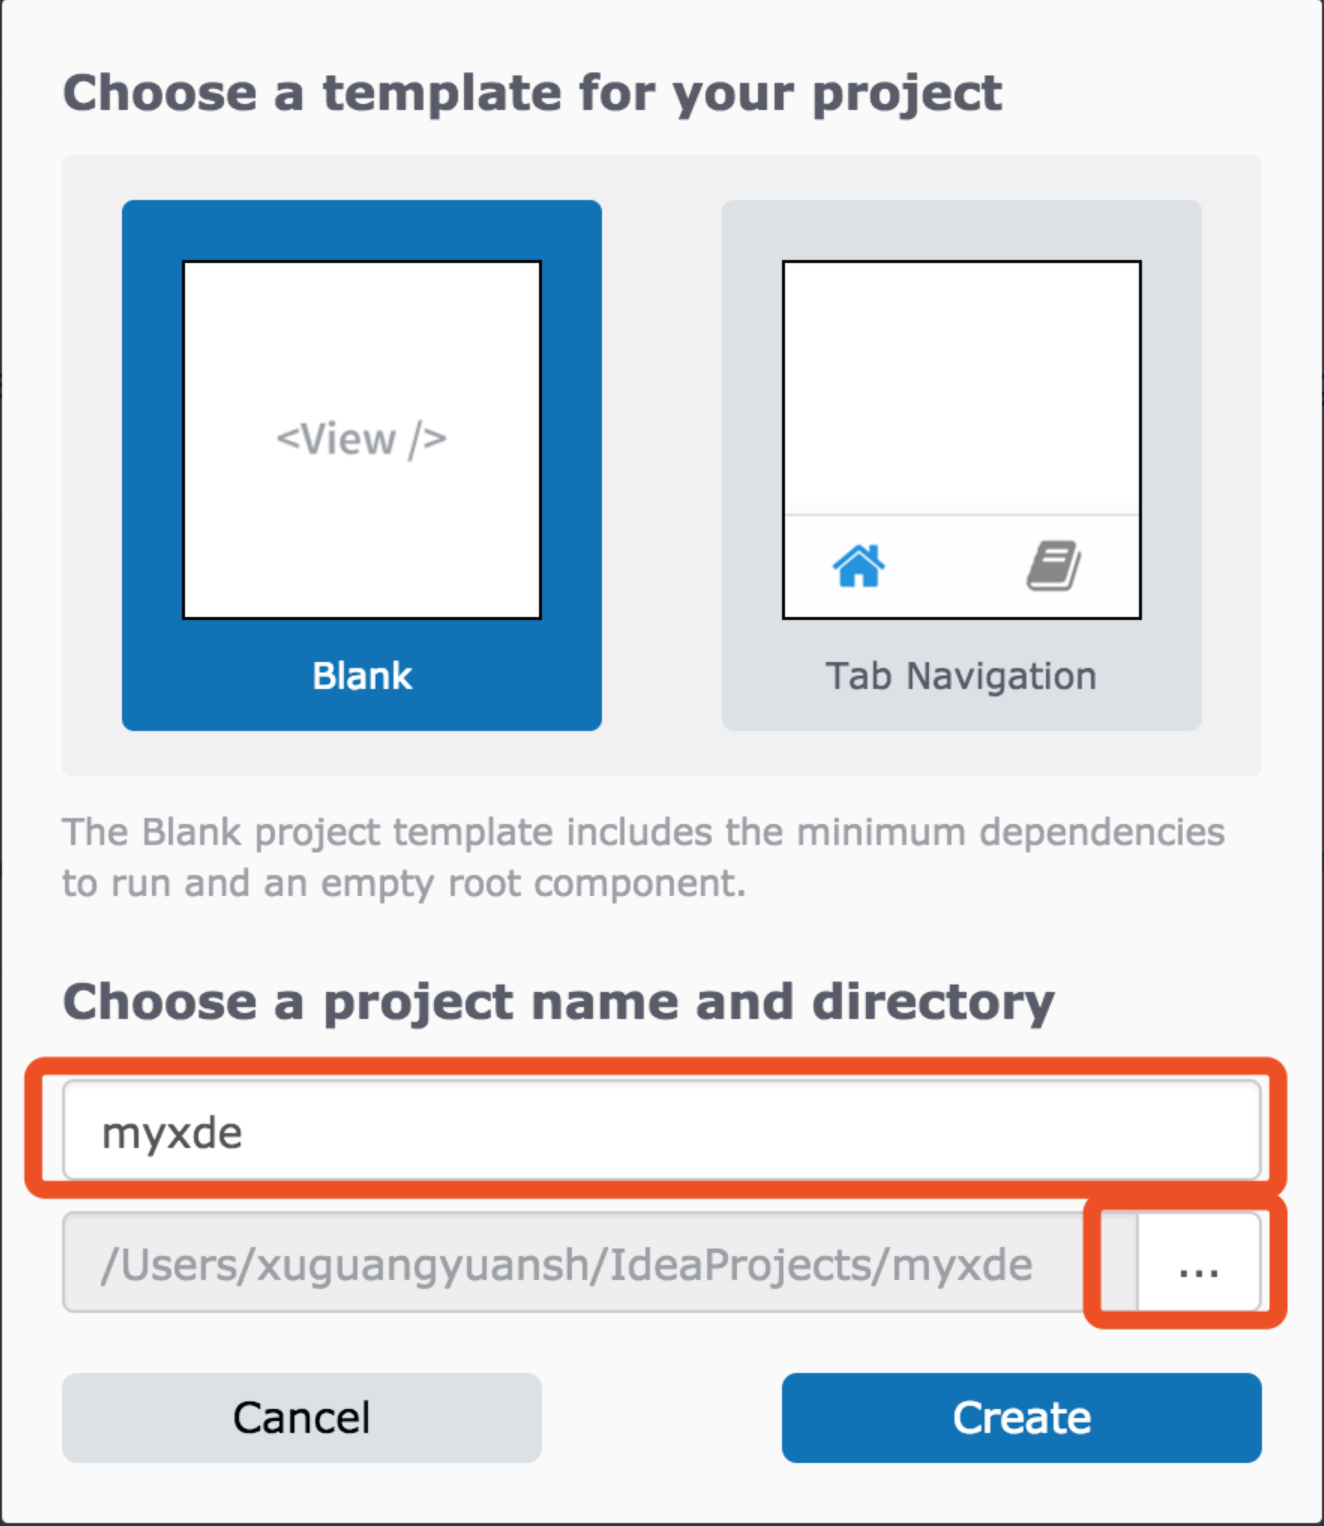 Choose a template for your project
<View />
Blank
Tab Navigation
The Blank project template includes the minimum dependencies
to run and an empty root component.
Choose a project name and directory
myxde
/Users/xuguangyuansh/IdeaProjects/myxde
...
Cancel
Create